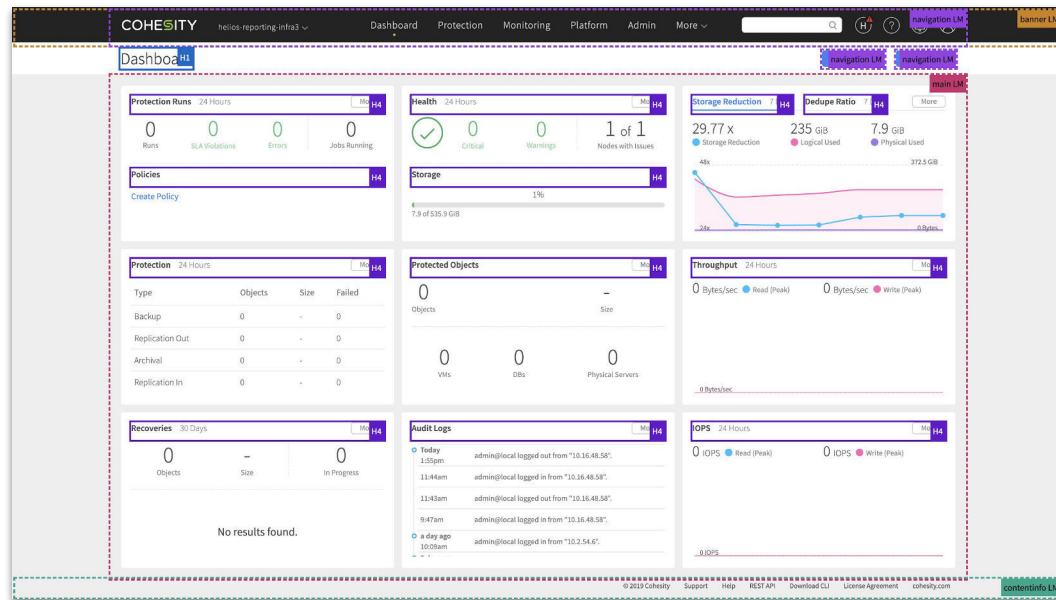 COHESITY helios-reporting-infra3 Dashboard Protection Monitoring Platform Admin More H ? navigation LM banner LM
Dashboa H1 navigation LM navigation LM
main LM
Protection Runs 24 Hours Mo H4
0 0 0 0
Runs SLA Violations Errors Jobs Running
Policies H4
Create Policy
Health 24 Hours Mo H4
0 0 1 of 1
Critical Warnings Nodes with Issues
Storage H4
1%
7.9 of 535.9 GiB
Storage Reduction 7 H4 Dedupe Ratio 7 H4 More
29.77 x 235 GiB 7.9 GiB
Storage Reduction Logical Used Physical Used
48x 372.5 GiB
24x 0 Bytes
Protection 24 Hours Mo H4
Type Objects Size Failed
Backup 0 - 0
Replication Out 0 - 0
Archival 0 - 0
Replication In 0 - 0
Protected Objects Mo H4
0 -
Objects Size
0 0 0
VMs DBs Physical Servers
Throughput 24 Hours Mo H4
0 Bytes/sec Read (Peak) 0 Bytes/sec Write (Peak)
0 Bytes/sec
Recoveries 30 Days Mo H4
0 - 0
Objects Size In Progress
No results found.
Audit Logs Mo H4
Today
1:55pm admin@local logged out from "10.16.48.58".
11:44am admin@local logged in from "10.16.48.58".
11:43am admin@local logged out from "10.16.48.58".
9:47am admin@local logged in from "10.16.48.58".
a day ago
10:09am admin@local logged in from "10.2.54.6".
IOPS 24 Hours Mo H4
0 IOPS Read (Peak) 0 IOPS Write (Peak)
0 IOPS
© 2019 Cohesity Support Help REST API Download CLI License Agreement cohesity.com contentinfo LM